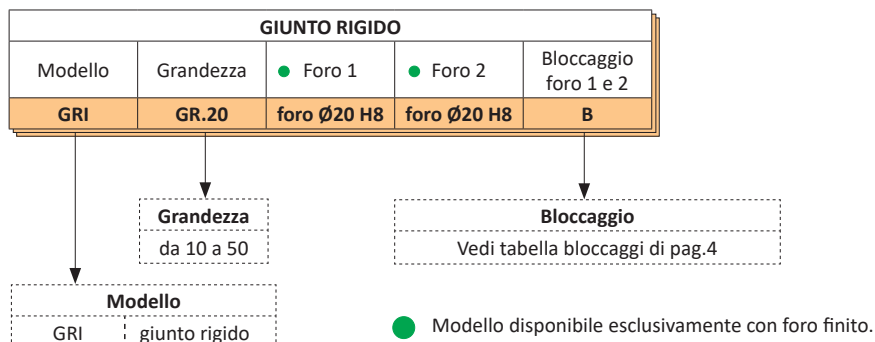 GIUNTO RIGIDO
Modello Grandezza Foro 1 Foro 2 Bloccaggio foro 1 e 2
GRI GR.20 foro Ø20 H8 foro Ø20 H8 B
Grandezza
da 10 a 50
Bloccaggio
Vedi tabella bloccaggi di pag.4
Modello
GRI giunto rigido
Modello disponibile esclusivamente con foro finito.